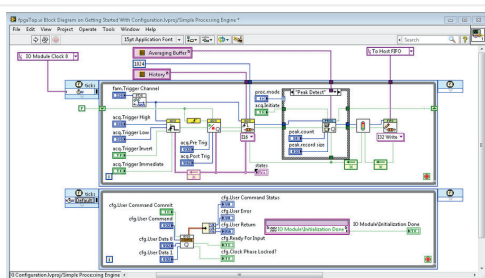 fpgaTop.vi Block Diagram on Getting Started With Configuration.lvproj/Simple Processing Engine *
File Edit View Project Operate Tools Window Help
15pt Application Font
Search
IO Module Clock 0
Averaging Buffer
1024
History
To Host FIFO
ticks
fam.Trigger Channel
acq.Trigger High
acq.Trigger Low
acq.Trigger Invert
acq.Trigger Immediate
acq.Pre Trig
acq.Post Trig
I16
proc.mode
acq.Initiate
"Peak Detect"
peak.count
peak.record size
I32 Write
states
ticks
Default
cfg.User Command Commit
cfg.User Command
cfg.User Data 0
cfg.User Data 1
cfg.User Command Status
cfg.User Error
cfg.User Return
cfg.Ready For Input
cfg.Clock Phase Locked?
IO Module\Initialization Done
IO Module\Initialization Done
IO Configuration.lvproj/Simple Processing Engine